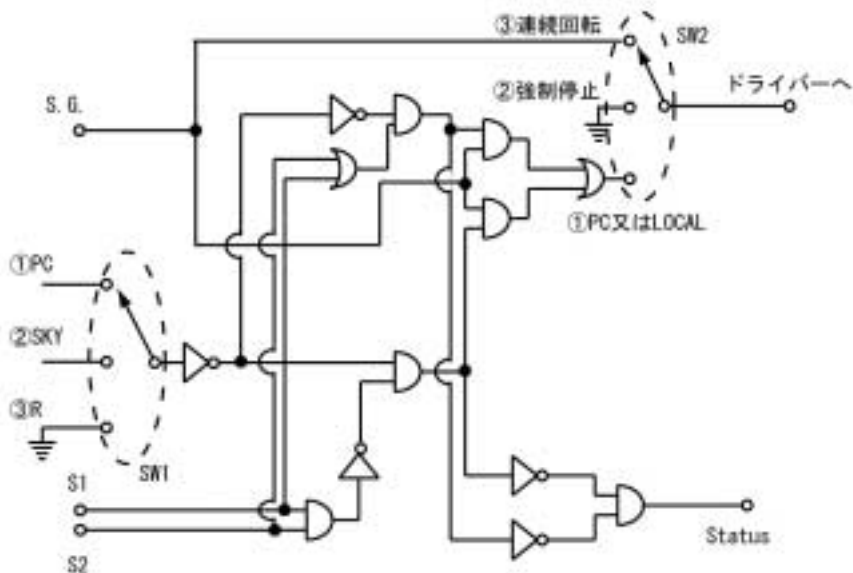 ③連続回転
SW2
S.G.
②強制停止
ドライバーへ
①PC又はLOCAL
①PC
②SKY
③R
SW1
S1
S2
Status